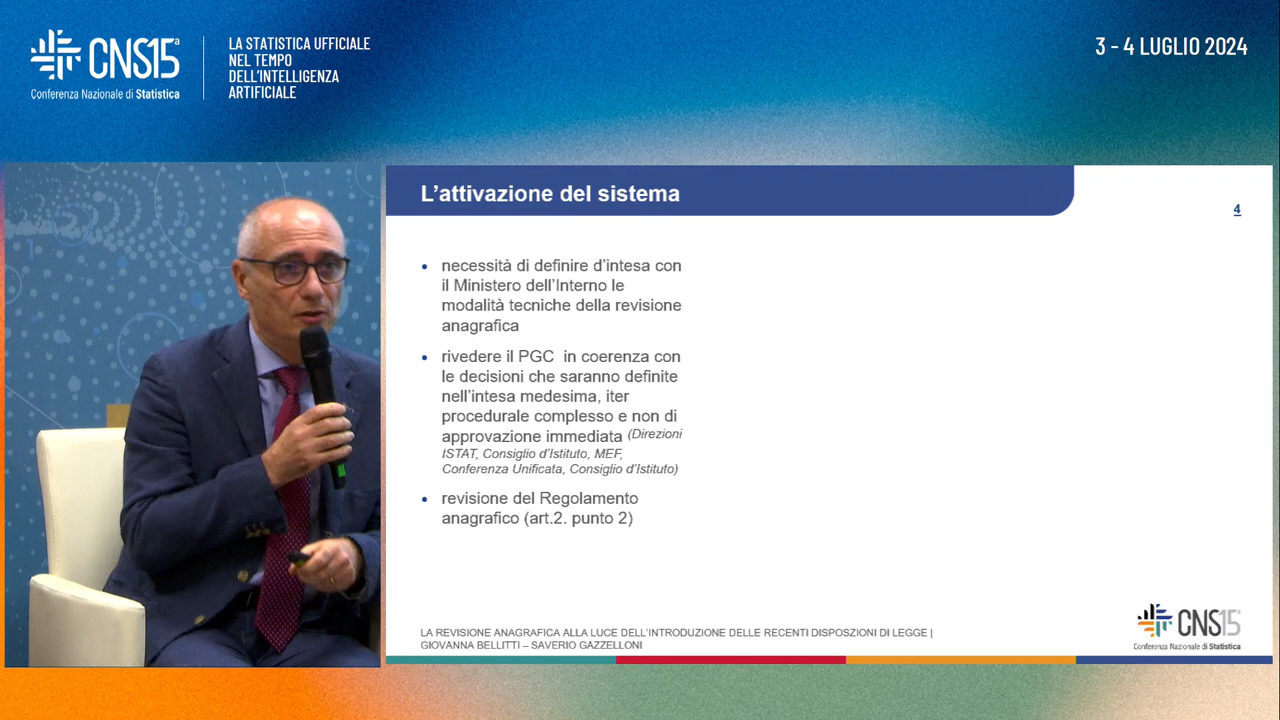 CNS15ª
Conferenza Nazionale di Statistica
LA STATISTICA UFFICIALE
NEL TEMPO
DELL'INTELLIGENZA
ARTIFICIALE
3 - 4 LUGLIO 2024
L'attivazione del sistema
4
• necessità di definire d'intesa con
il Ministero dell'Interno le
modalità tecniche della revisione
anagrafica
• rivedere il PGC in coerenza con
le decisioni che saranno definite
nell'intesa medesima, iter
procedurale complesso e non di
approvazione immediata (Direzioni
ISTAT, Consiglio d'Istituto, MEF,
Conferenza Unificata, Consiglio d'Istituto)
• revisione del Regolamento
anagrafico (art.2. punto 2)
LA REVISIONE ANAGRAFICA ALLA LUCE DELL'INTRODUZIONE DELLE RECENTI DISPOSZIONI DI LEGGE |
GIOVANNA BELLITTI – SAVERIO GAZZELLONI
CNS15
Conferenza Nazionale di Statistica